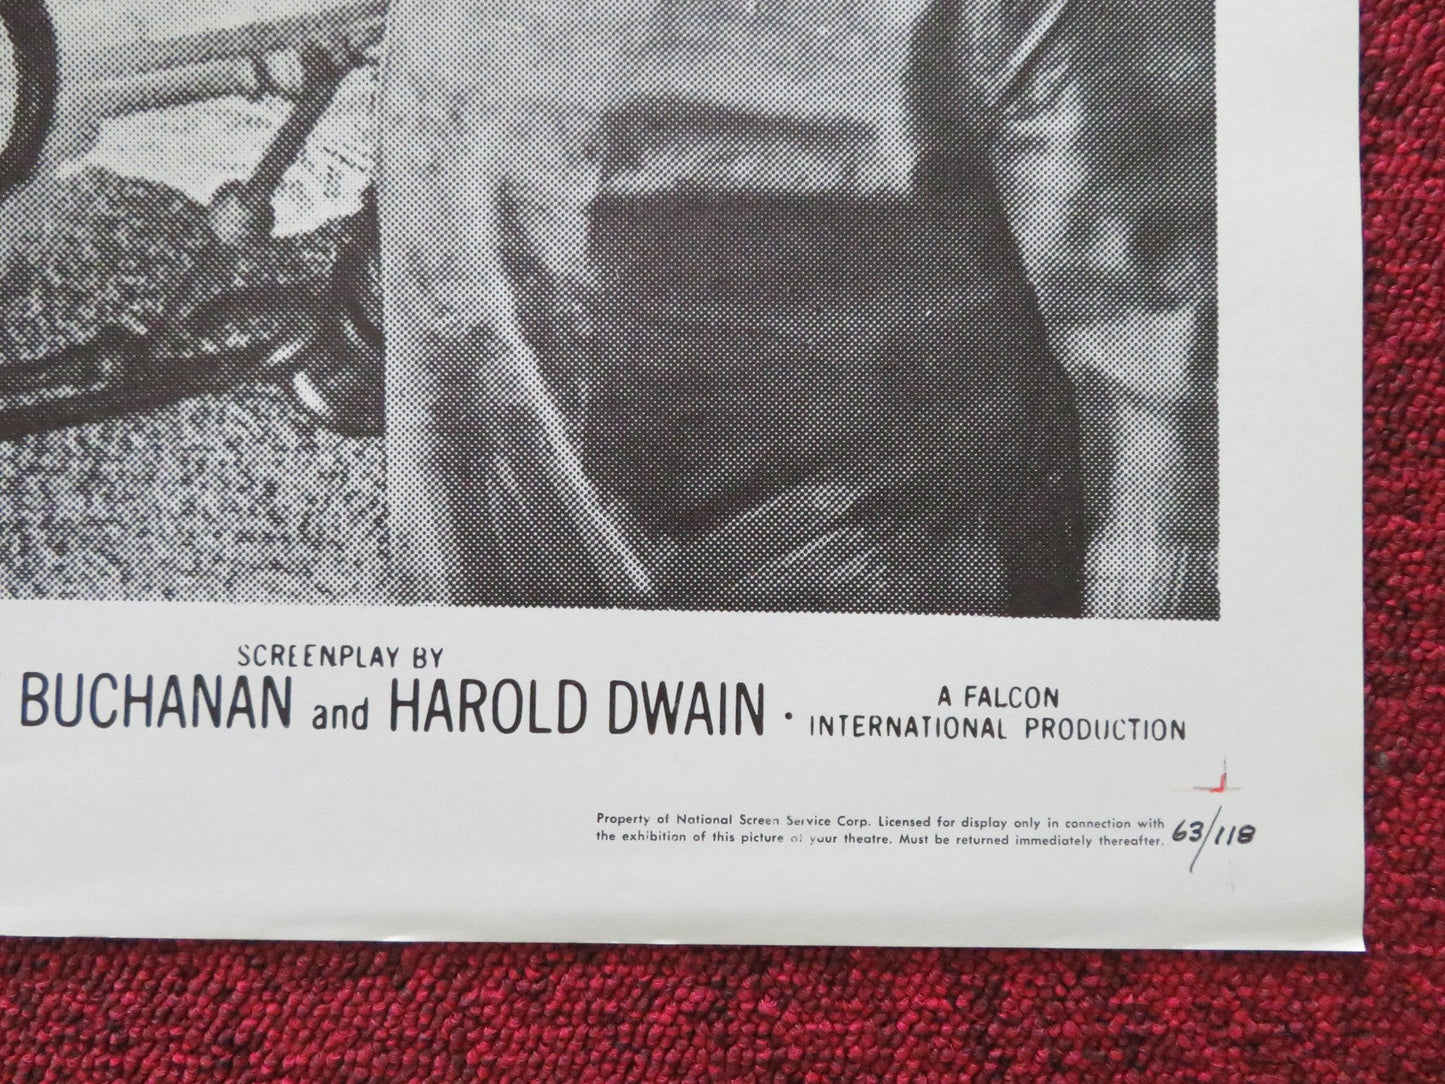 SCREENPLAY BY
BUCHANAN and HAROLD DWAIN ·
A FALCON
INTERNATIONAL PRODUCTION
Property of National Screen Service Corp. Licensed for display only in connection with
the exhibition of this picture at your theatre. Must be returned immediately thereafter.
63/118